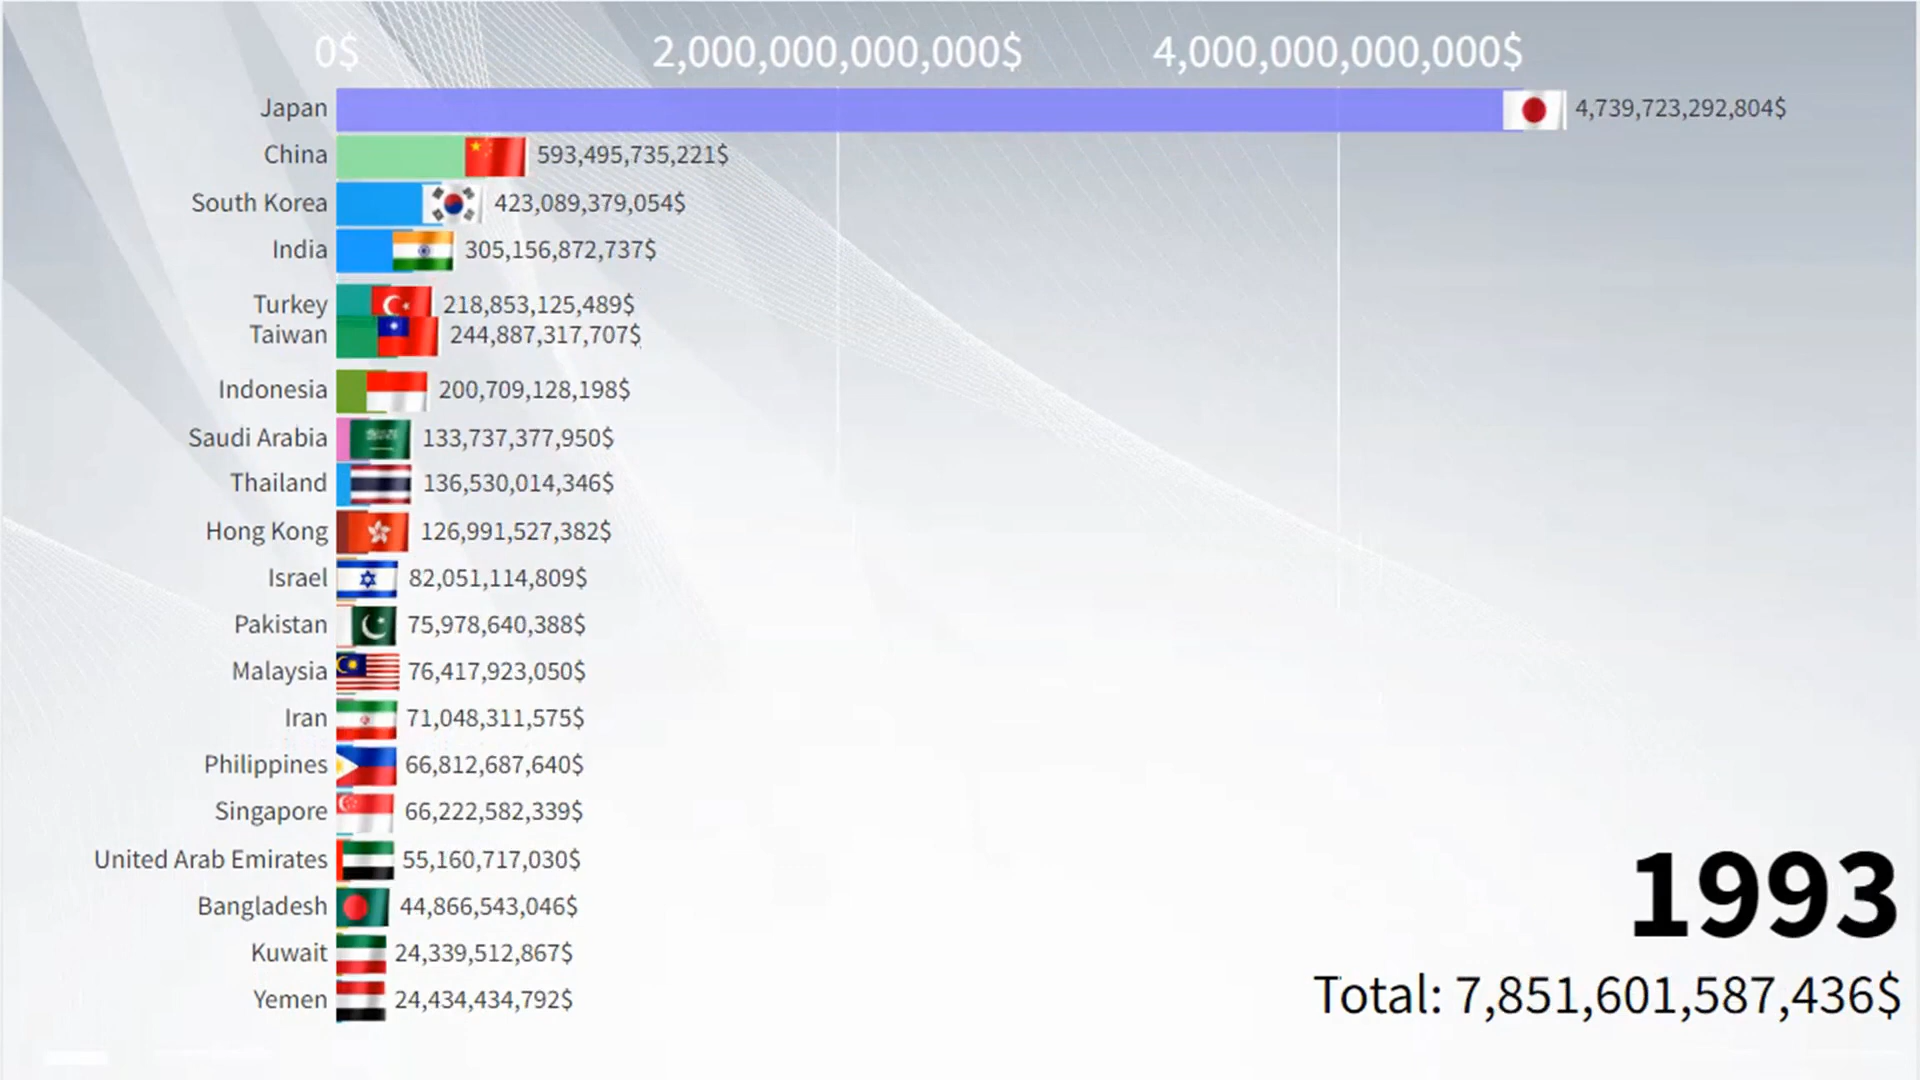 0$ 2,000,000,000,000$ 4,000,000,000,000$
Japan 4,739,723,292,804$
China 593,495,735,221$
South Korea 423,089,379,054$
India 305,156,872,737$
Turkey 218,853,125,489$
Taiwan 244,887,317,707$
Indonesia 200,709,128,198$
Saudi Arabia 133,737,377,950$
Thailand 136,530,014,346$
Hong Kong 126,991,527,382$
Israel 82,051,114,809$
Pakistan 75,978,640,388$
Malaysia 76,417,923,050$
Iran 71,048,311,575$
Philippines 66,812,687,640$
Singapore 66,222,582,339$
United Arab Emirates 55,160,717,030$
Bangladesh 44,866,543,046$
Kuwait 24,339,512,867$
Yemen 24,434,434,792$
1993
Total: 7,851,601,587,436$